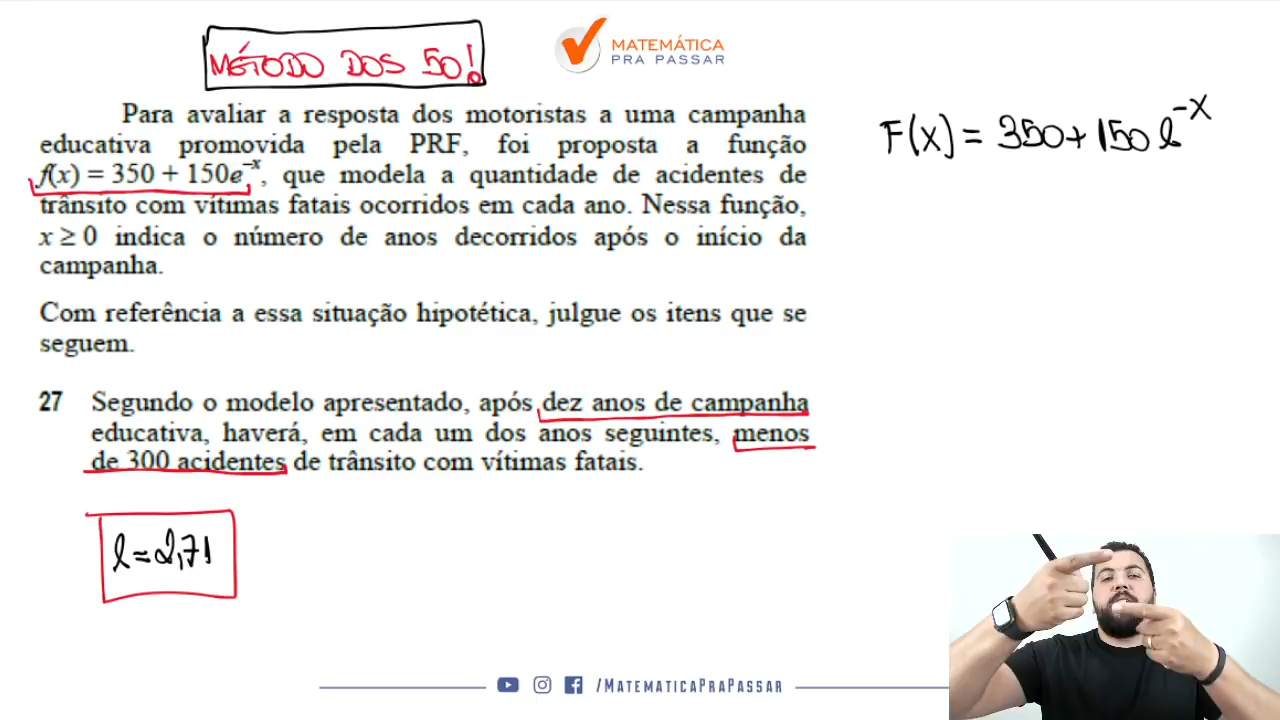 MÉTODO DOS 50!
MATEMÁTICA
PRA PASSAR
Para avaliar a resposta dos motoristas a uma campanha
educativa promovida pela PRF, foi proposta a função
f(x) = 350 + 150e⁻ˣ, que modela a quantidade de acidentes de
trânsito com vítimas fatais ocorridos em cada ano. Nessa função,
x ≥ 0 indica o número de anos decorridos após o início da
campanha.
Com referência a essa situação hipotética, julgue os itens que se
seguem.
27 Segundo o modelo apresentado, após dez anos de campanha
educativa, haverá, em cada um dos anos seguintes, menos
de 300 acidentes de trânsito com vítimas fatais.
F(x) = 350 + 150 e⁻ˣ
e = 2,71
/MATEMATICAPRAPASSAR